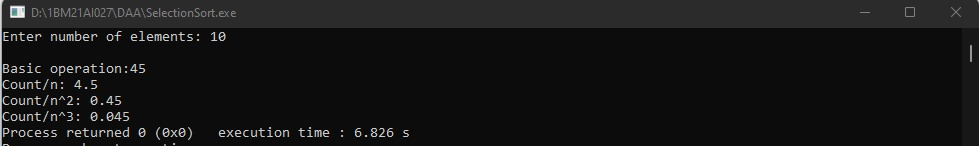 D:\1BM21AI027\DAA\SelectionSort.exe
Enter number of elements: 10
Basic operation:45
Count/n: 4.5
Count/n^2: 0.45
Count/n^3: 0.045
Process returned 0 (0x0)   execution time : 6.826 s